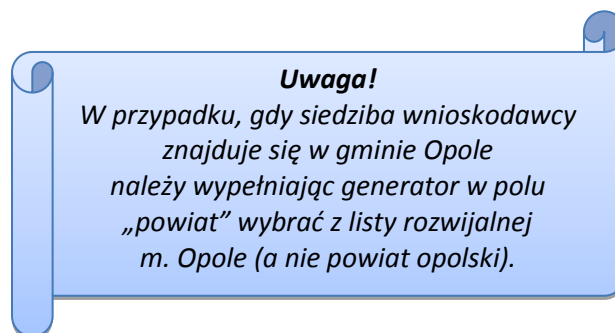 Uwaga!
W przypadku, gdy siedziba wnioskodawcy
znajduje się w gminie Opole
należy wypełniając generator w polu
„powiat” wybrać z listy rozwijalnej
m. Opole (a nie powiat opolski).